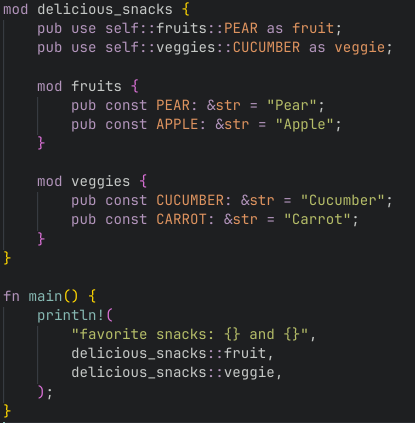 mod delicious_snacks {
    pub use self::fruits::PEAR as fruit;
    pub use self::veggies::CUCUMBER as veggie;

    mod fruits {
        pub const PEAR: &str = "Pear";
        pub const APPLE: &str = "Apple";
    }

    mod veggies {
        pub const CUCUMBER: &str = "Cucumber";
        pub const CARROT: &str = "Carrot";
    }
}

fn main() {
    println!(
        "favorite snacks: {} and {}",
        delicious_snacks::fruit,
        delicious_snacks::veggie,
    );
}